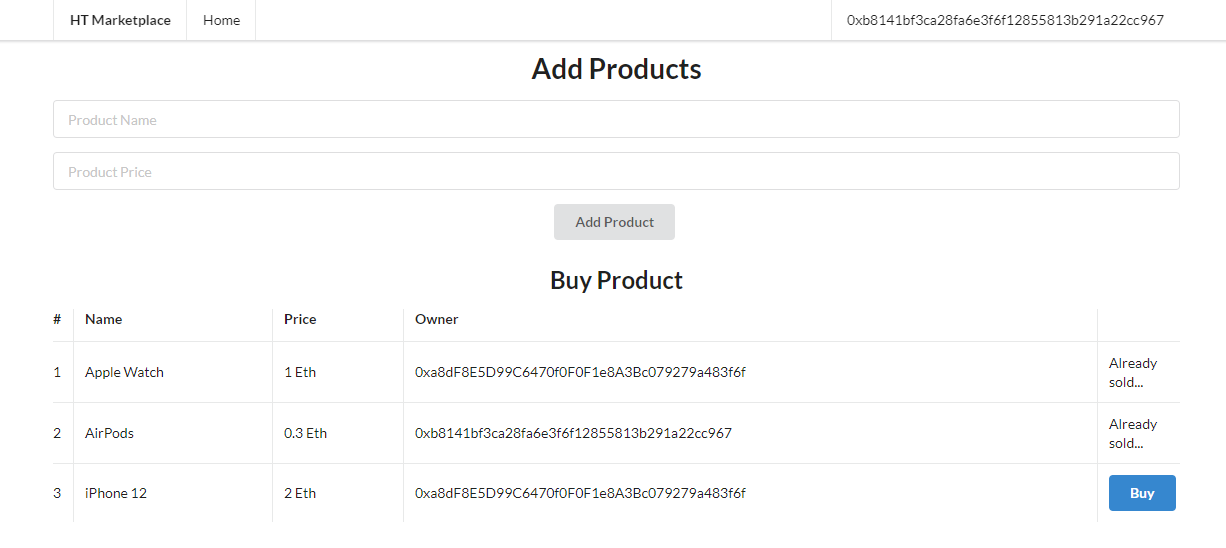 HT Marketplace Home 0xb8141bf3ca28fa6e3f6f12855813b291a22cc967
Add Products
Product Name
Product Price
Add Product
Buy Product
# Name Price Owner
1 Apple Watch 1 Eth 0xa8dF8E5D99C6470f0F0F1e8A3Bc079279a483f6f Already
sold...
2 AirPods 0.3 Eth 0xb8141bf3ca28fa6e3f6f12855813b291a22cc967 Already
sold...
3 iPhone 12 2 Eth 0xa8dF8E5D99C6470f0F0F1e8A3Bc079279a483f6f Buy